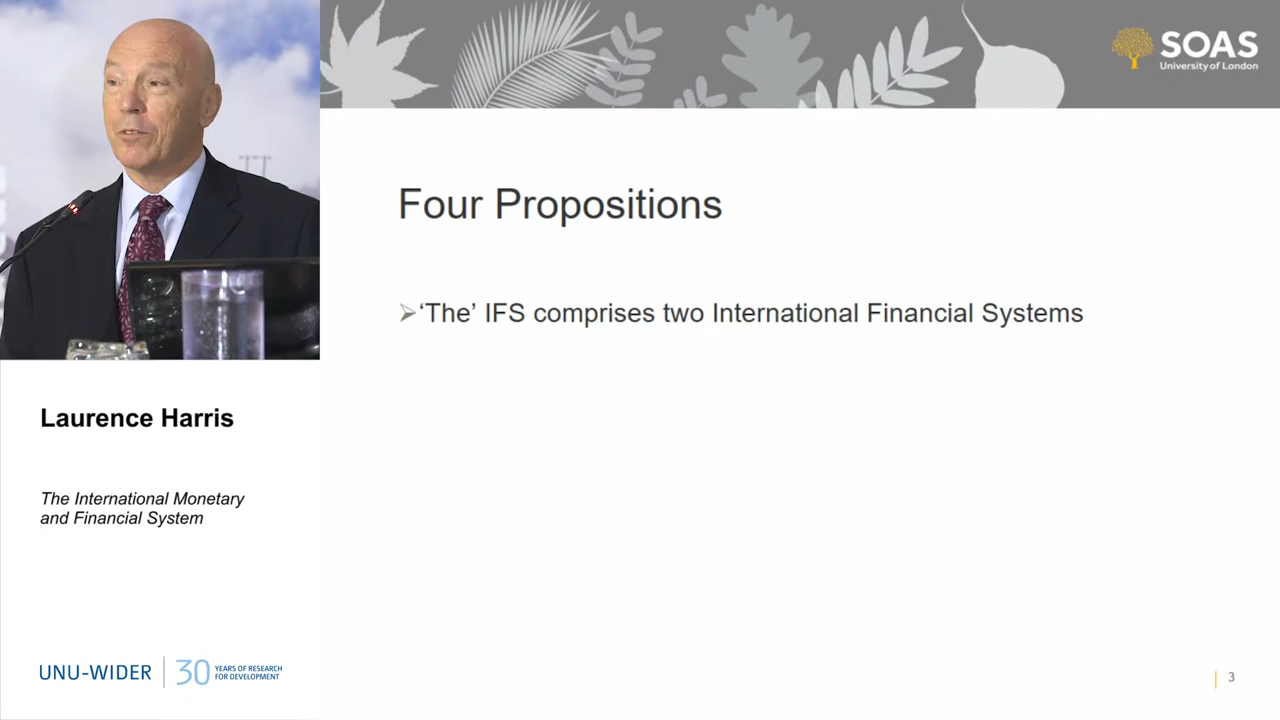 SOAS
University of London
Four Propositions
➢‘The’ IFS comprises two International Financial Systems
Laurence Harris
The International Monetary
and Financial System
UNU-WIDER
30
YEARS OF RESEARCH
FOR DEVELOPMENT
3